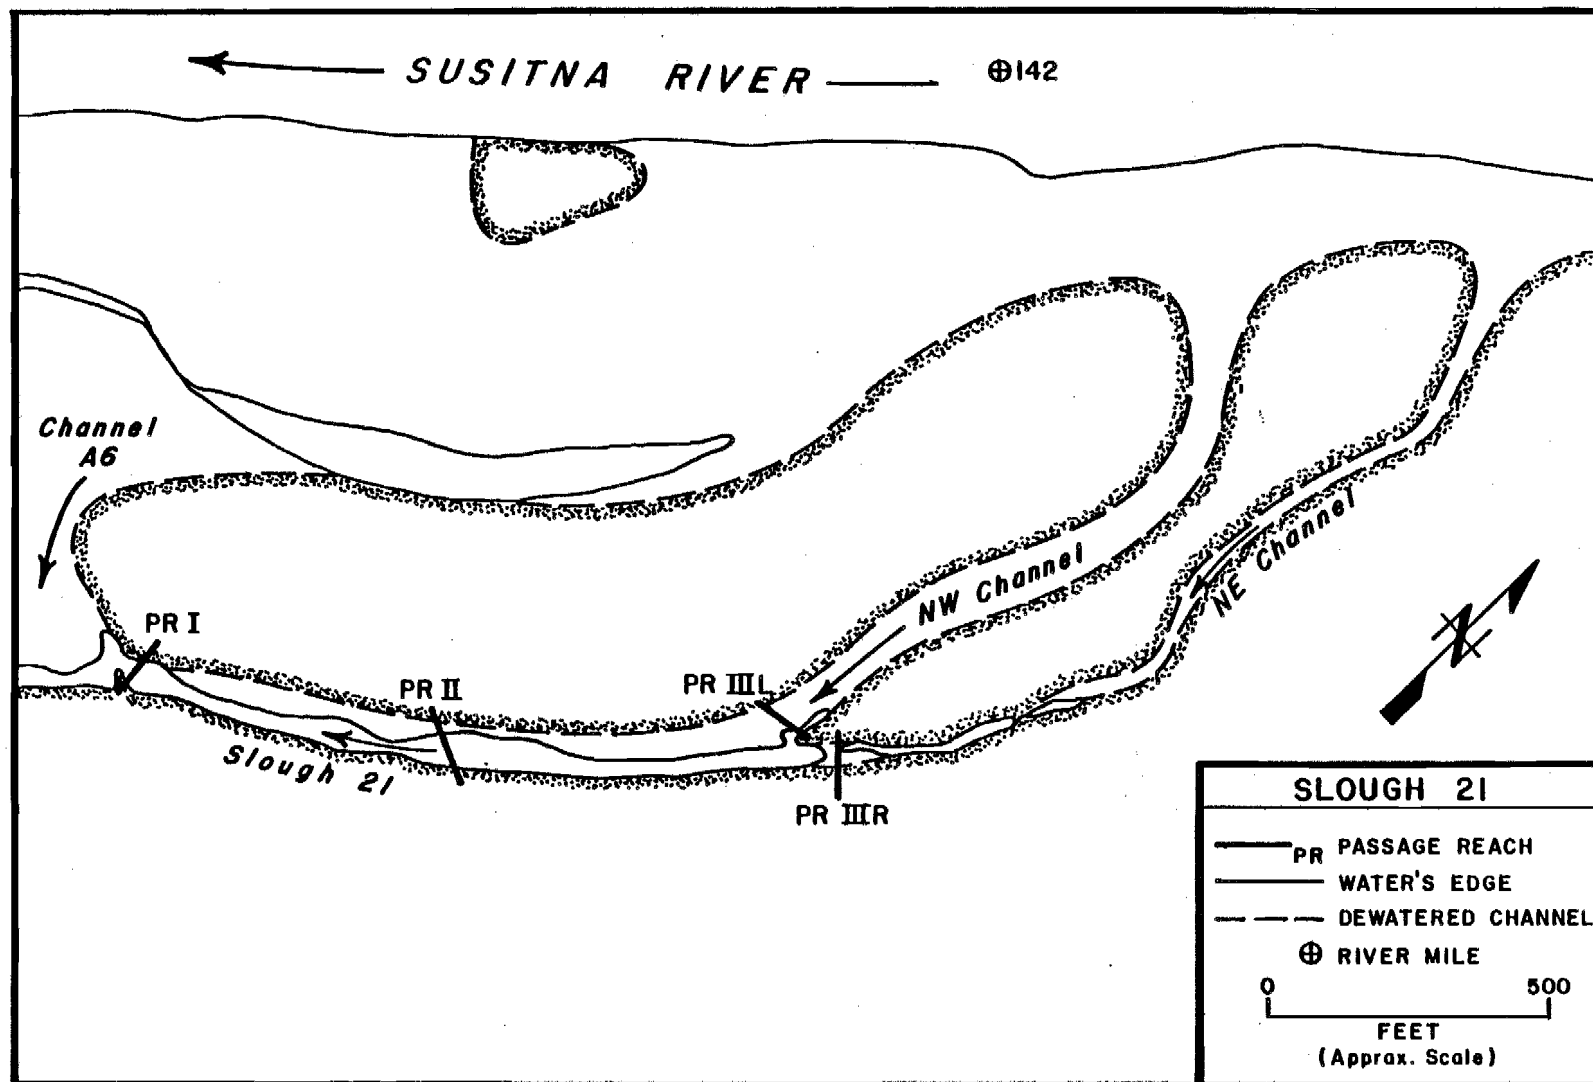 SUSITNA RIVER
142
Channel
A6
PR I
PR II
PR III L
PR III R
Slough 21
NW Channel
NE Channel
N
SLOUGH 21
PR PASSAGE REACH
WATER'S EDGE
DEWATERED CHANNEL
RIVER MILE
0 500
FEET
(Approx. Scale)